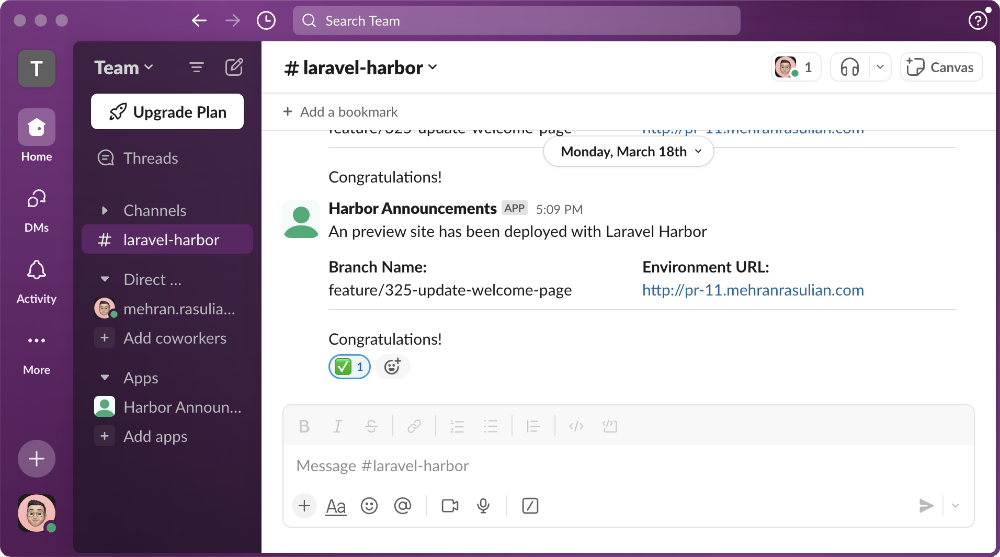 Search Team
T
Home
DMs
Activity
More
Team
Upgrade Plan
Threads
Channels
# laravel-harbor
Direct ...
mehran.rasulia...
+ Add coworkers
Apps
Harbor Announ...
+ Add apps
# laravel-harbor
1
Canvas
+ Add a bookmark
feature/325-update-welcome-page http://pr-11.mehranrasulian.com
Monday, March 18th
Congratulations!
Harbor Announcements APP 5:09 PM
An preview site has been deployed with Laravel Harbor
Branch Name: Environment URL:
feature/325-update-welcome-page http://pr-11.mehranrasulian.com
Congratulations!
✅ 1
B I S
Message #laravel-harbor
+ Aa @